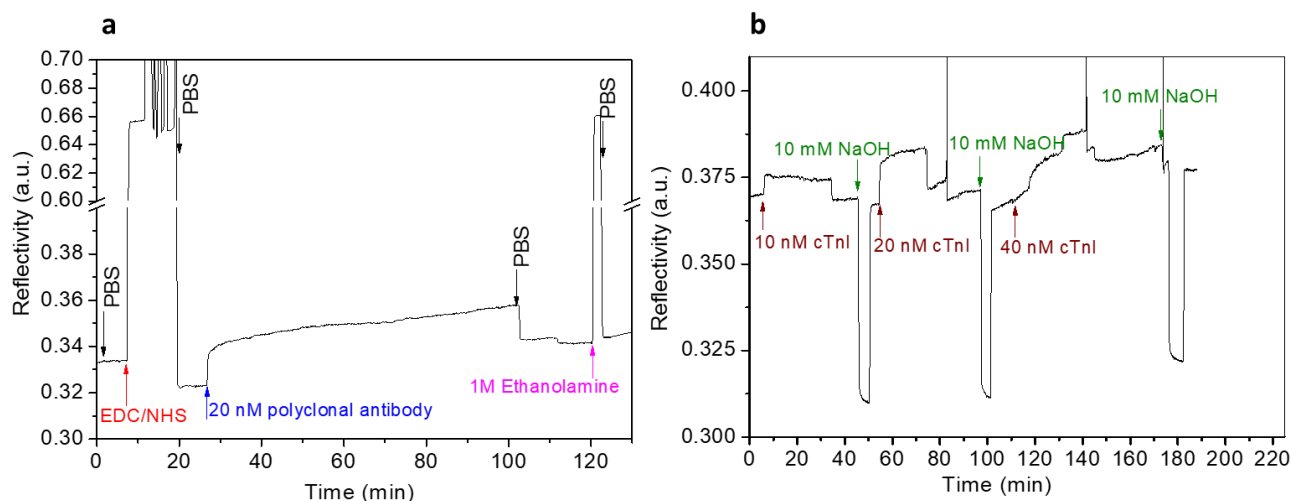 a
Reflectivity (a.u.)
0.70
0.68
0.66
0.64
0.62
0.60
0.38
0.36
0.34
0.32
0.30
PBS
PBS
PBS
PBS
EDC/NHS
20 nM polyclonal antibody
1M Ethanolamine
0 20 40 60 80 100 120
Time (min)
b
Reflectivity (a.u.)
0.400
0.375
0.350
0.325
0.300
10 mM NaOH
10 mM NaOH
10 mM NaOH
10 nM cTnI
20 nM cTnI
40 nM cTnI
0 20 40 60 80 100 120 140 160 180 200 220
Time (min)